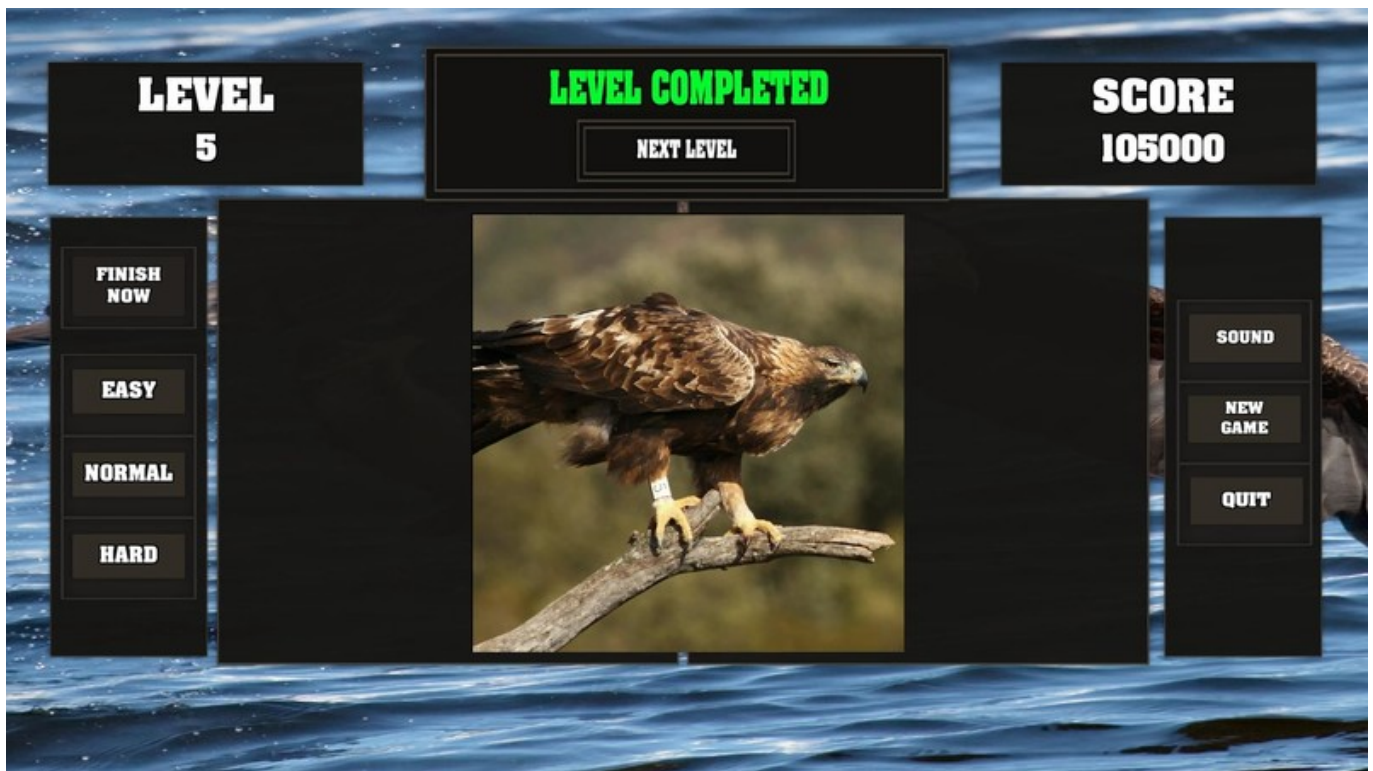 LEVEL
5
LEVEL COMPLETED
NEXT LEVEL
SCORE
105000
FINISH
NOW
EASY
NORMAL
HARD
SOUND
NEW
GAME
QUIT